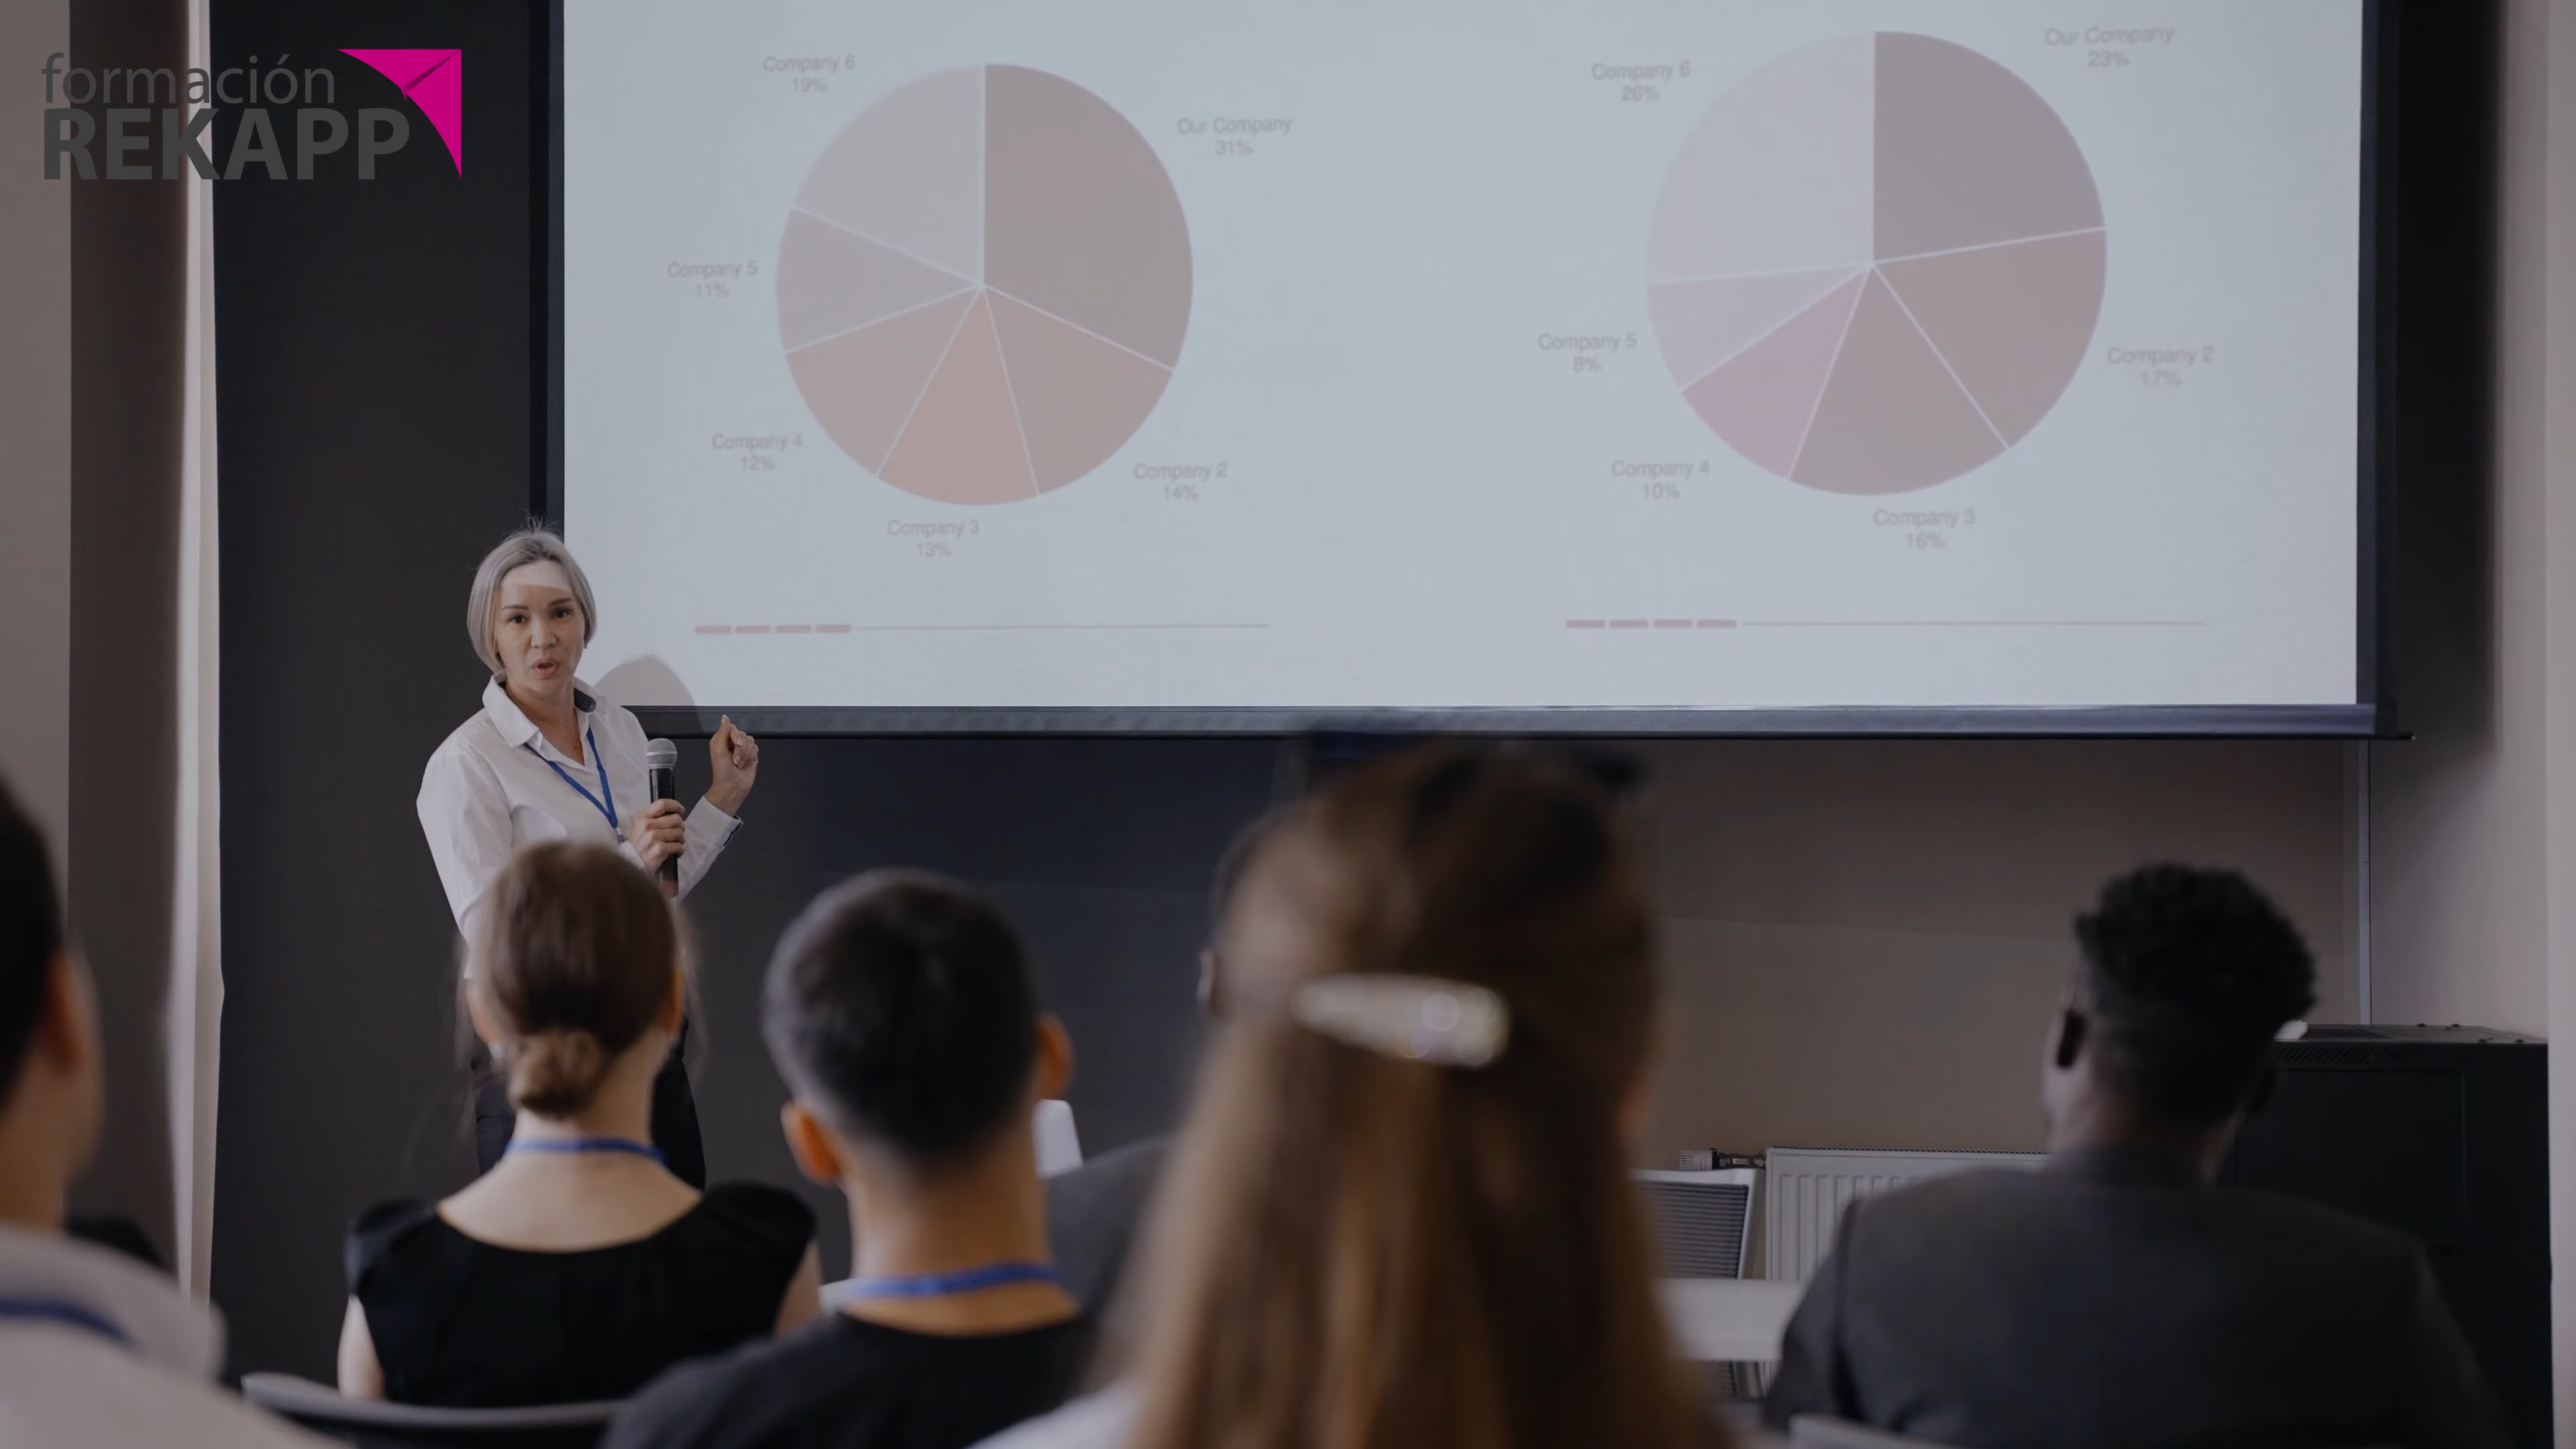 formación
REKAPP
Company 6
19%
Our Company
31%
Company 5
11%
Company 4
12%
Company 2
14%
Company 3
13%
Our Company
23%
Company 6
26%
Company 5
8%
Company 2
17%
Company 4
10%
Company 3
16%